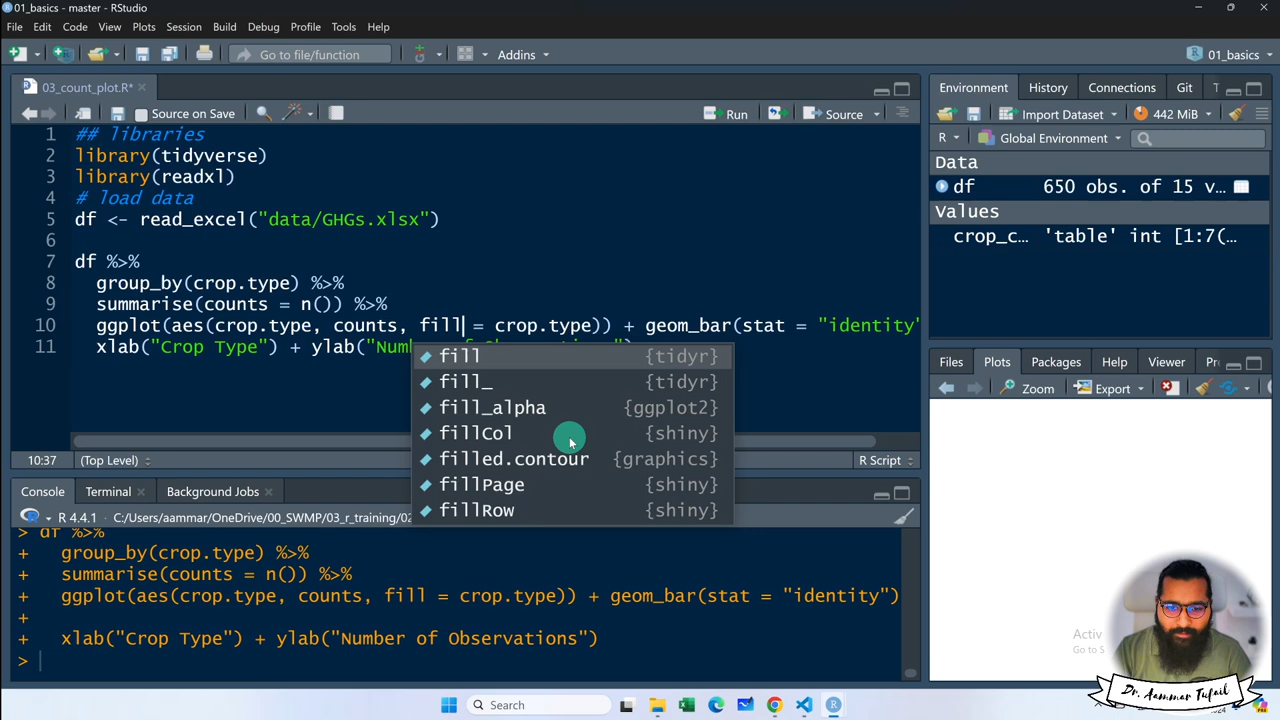 01_basics - master - RStudio
File Edit Code View Plots Session Build Debug Profile Tools Help
Go to file/function Addins 01_basics
03_count_plot.R*
Source on Save Run Source
1 ## libraries
2 library(tidyverse)
3 library(readxl)
4 # load data
5 df <- read_excel("data/GHGs.xlsx")
6
7 df %>%
8 group_by(crop.type) %>%
9 summarise(counts = n()) %>%
10 ggplot(aes(crop.type, counts, fill = crop.type)) + geom_bar(stat = "identity"
11 xlab("Crop Type") + ylab("Num
fill {tidyr}
fill_ {tidyr}
fill_alpha {ggplot2}
fillCol {shiny}
filled.contour {graphics}
fillPage {shiny}
fillRow {shiny}
10:37 (Top Level) R Script
Console Terminal Background Jobs
R 4.4.1 · C:/Users/aammar/OneDrive/00_SWMP/03_r_training/02
> df %>%
+ group_by(crop.type) %>%
+ summarise(counts = n()) %>%
+ ggplot(aes(crop.type, counts, fill = crop.type)) + geom_bar(stat = "identity")
+
+ xlab("Crop Type") + ylab("Number of Observations")
>
Environment History Connections Git T
Import Dataset 442 MiB
R Global Environment
Data
df 650 obs. of 15 v…
Values
crop_c… 'table' int [1:7(…
Files Plots Packages Help Viewer Pr
Zoom Export
Activ
Go to S
Dr. Aammar Tufail
Search